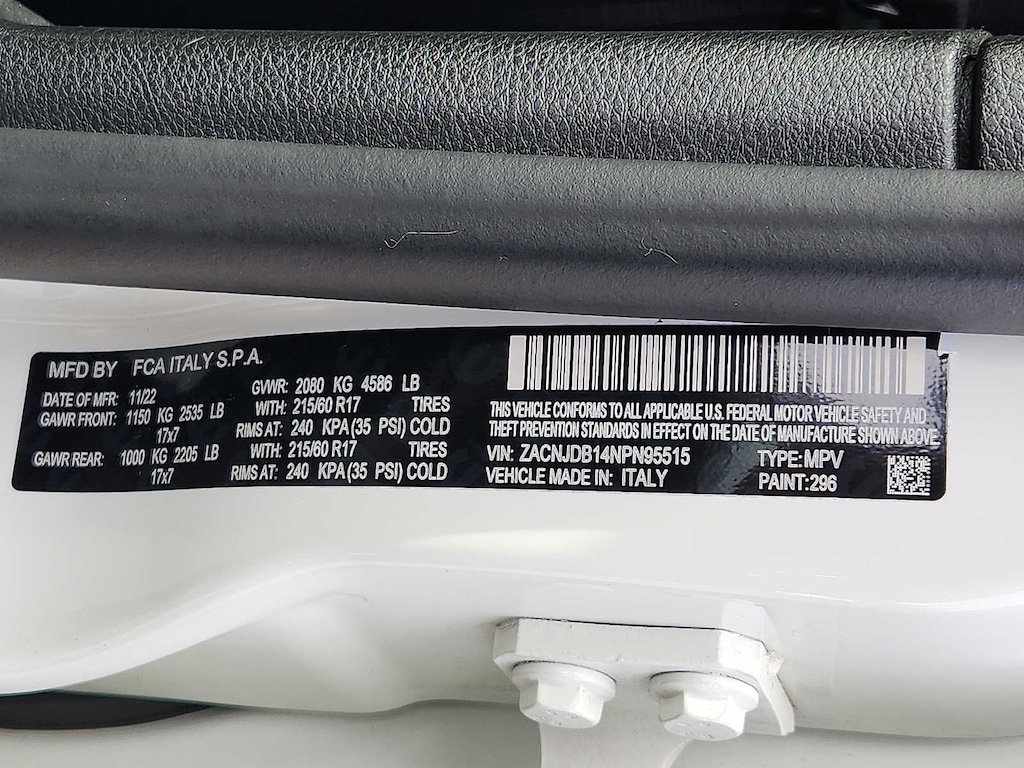 MFD BY FCA ITALY S.P.A.
DATE OF MFR: 11/22 GVWR: 2080 KG 4586 LB
GAWR FRONT: 1150 KG 2535 LB WITH: 215/60 R17 TIRES
17x7 RIMS AT: 240 KPA(35 PSI) COLD
GAWR REAR: 1000 KG 2205 LB WITH: 215/60 R17 TIRES
17x7 RIMS AT: 240 KPA(35 PSI) COLD
THIS VEHICLE CONFORMS TO ALL APPLICABLE U.S. FEDERAL MOTOR VEHICLE SAFETY AND
THEFT PREVENTION STANDARDS IN EFFECT ON THE DATE OF MANUFACTURE SHOWN ABOVE.
VIN: ZACNJDB14NPN95515 TYPE:MPV
VEHICLE MADE IN: ITALY PAINT:296